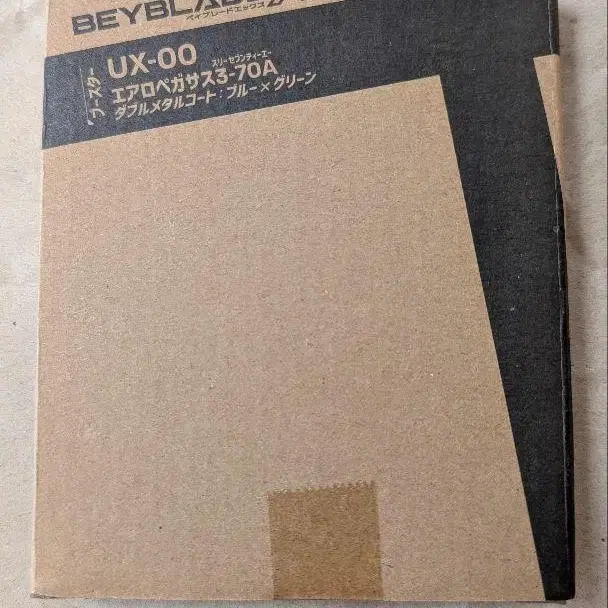 BEYBLADE X
ベイブレードエックス
ブースター
UX-00
スリーセブンティーエー
エアロペガサス3-70A
ダブルメタルコート：ブルー×グリーン